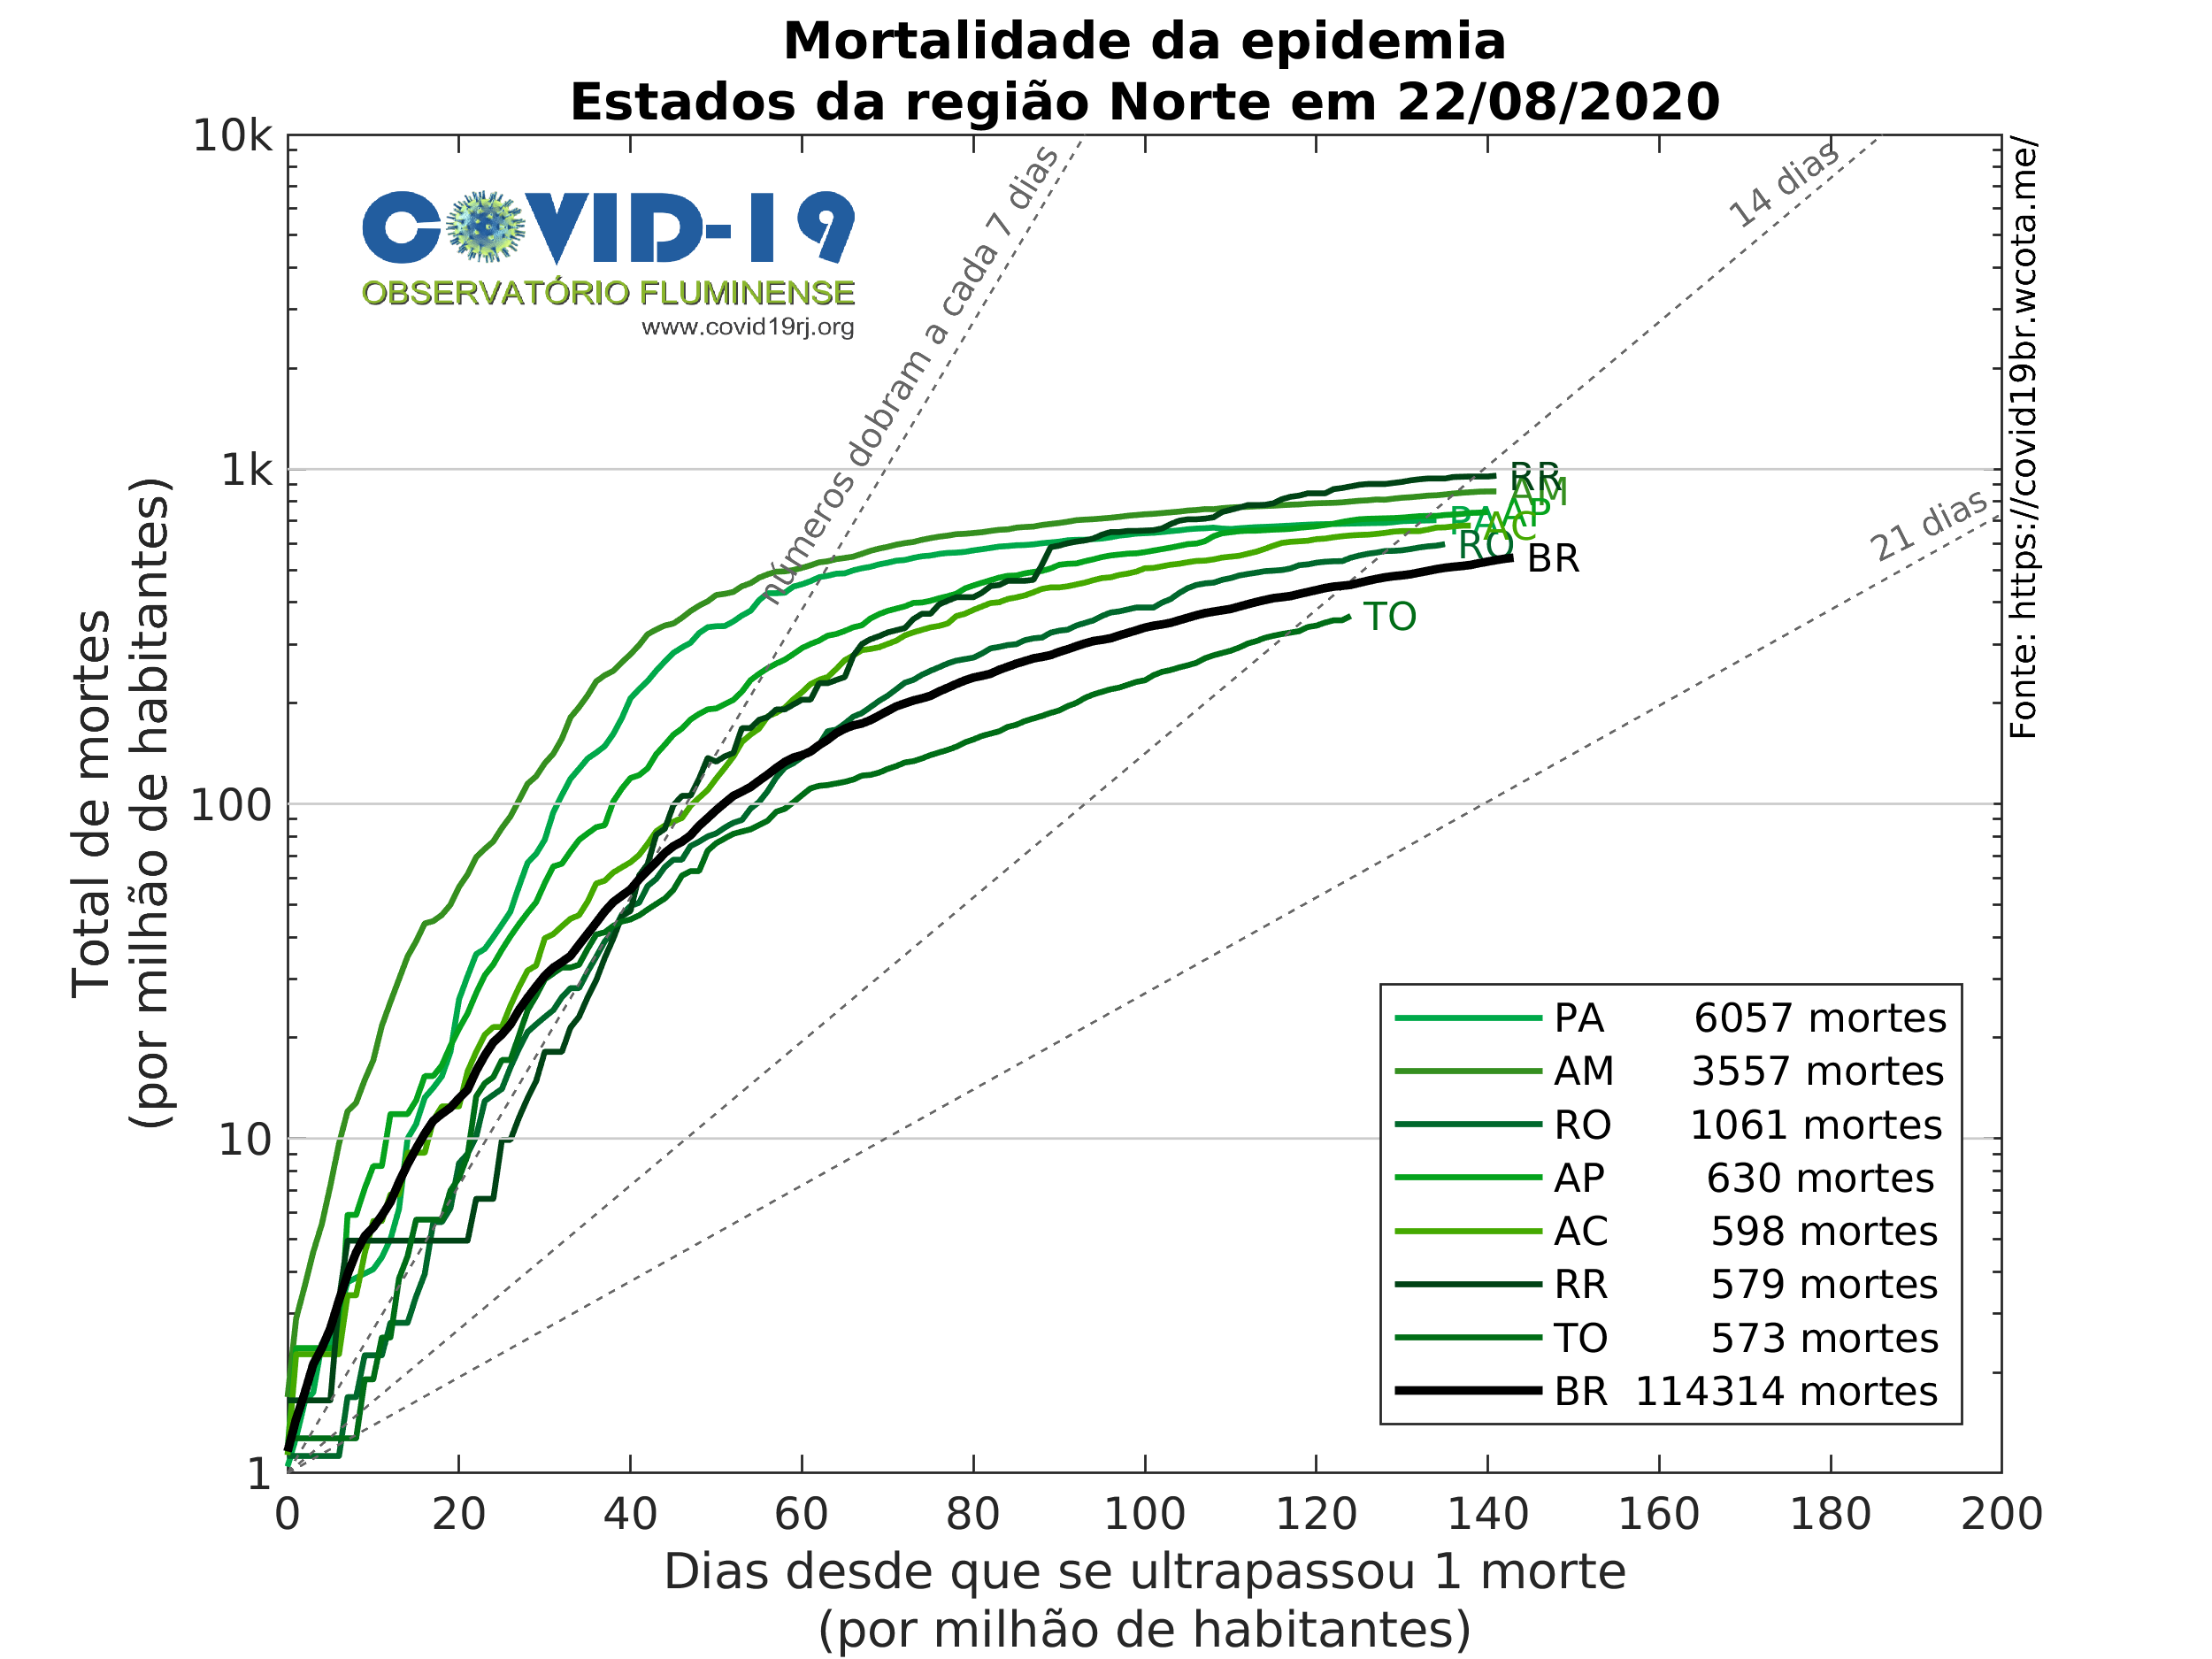 Mortalidade da epidemia
Estados da região Norte em 22/08/2020
10k
1k
100
10
1
Total de mortes
(por milhão de habitantes)
COVID-19
OBSERVATÓRIO FLUMINENSE
www.covid19rj.org
números dobram a cada 7 dias
14 dias
21 dias
Fonte: https://covid19br.wcota.me/
RR
AM
AP
PA
AC
RO
BR
TO
PA 6057 mortes
AM 3557 mortes
RO 1061 mortes
AP 630 mortes
AC 598 mortes
RR 579 mortes
TO 573 mortes
BR 114314 mortes
0 20 40 60 80 100 120 140 160 180 200
Dias desde que se ultrapassou 1 morte
(por milhão de habitantes)